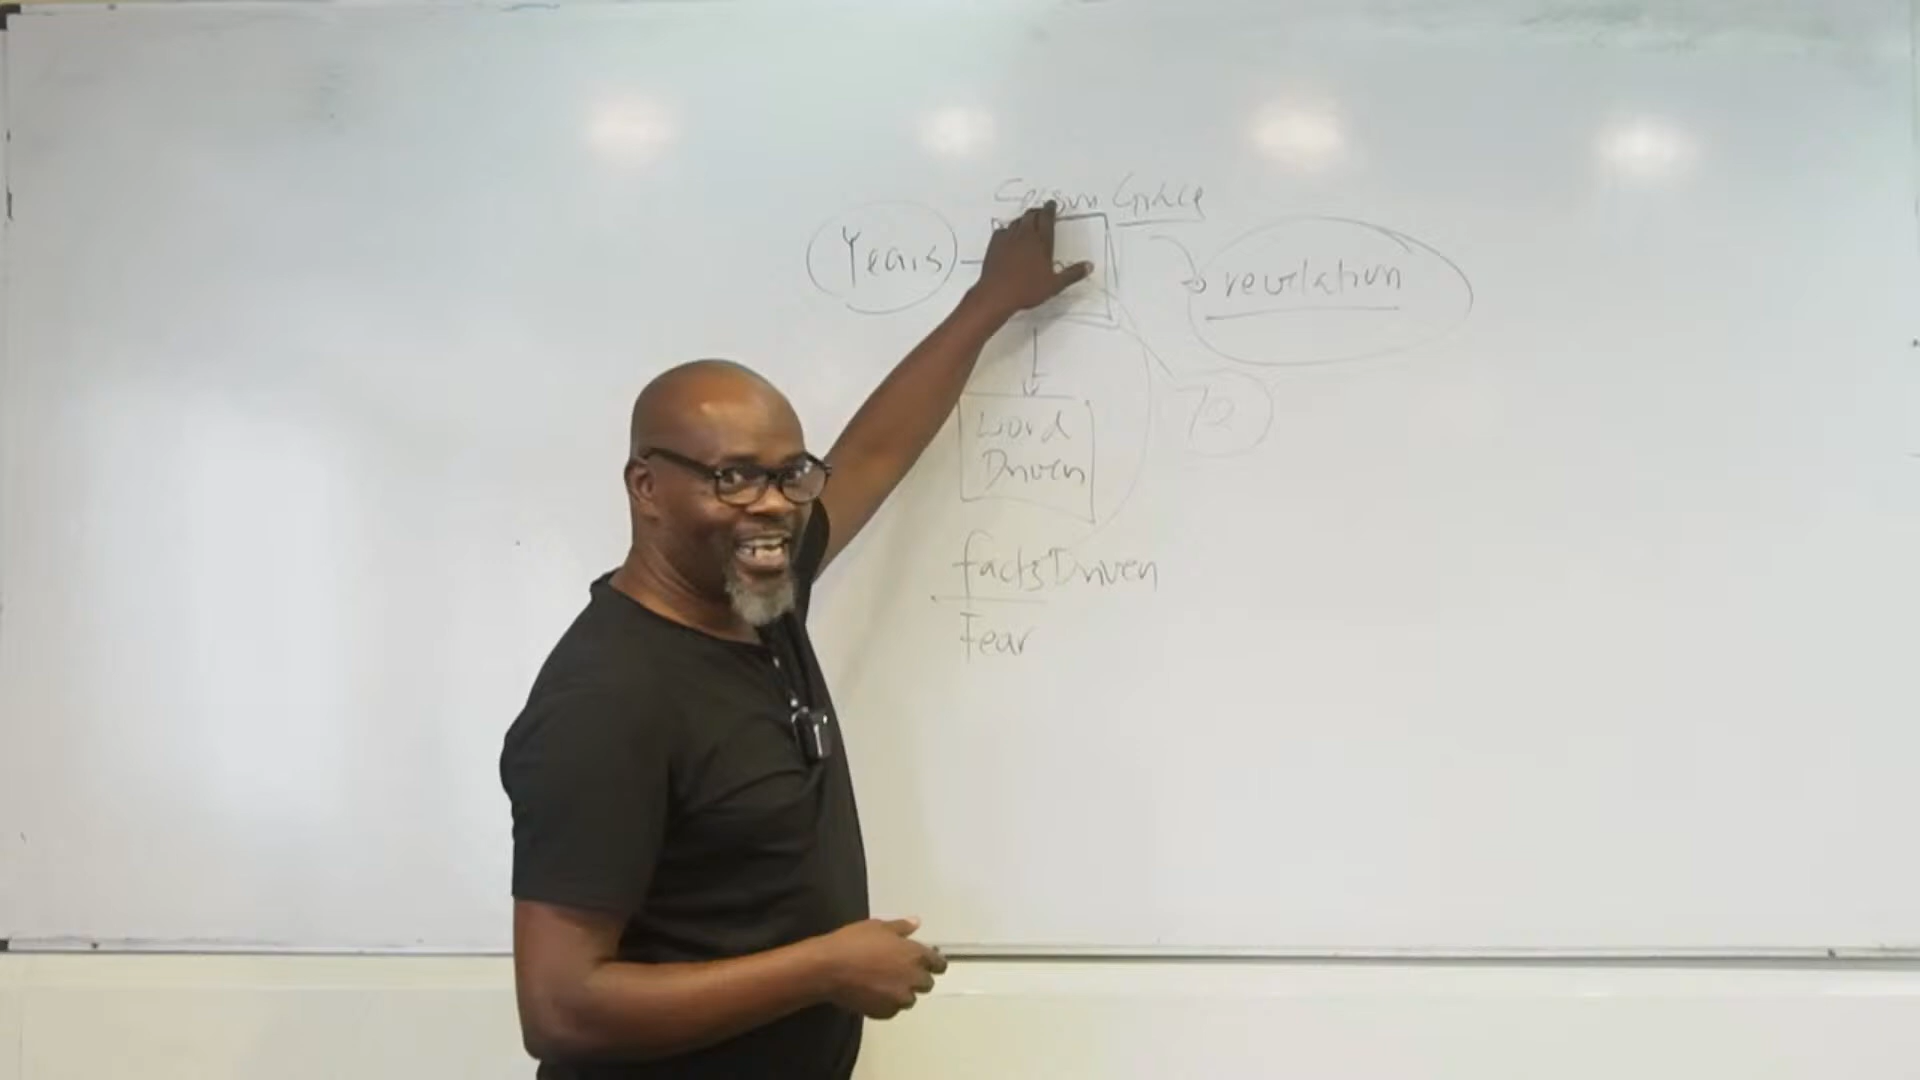 Season Grace
Years
revelation
72
Word
Driven
facts Driven
Fear